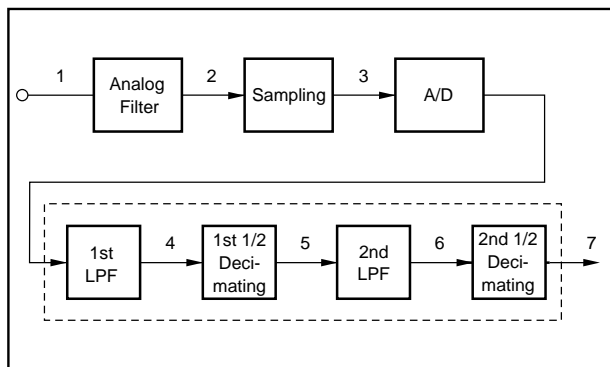 1
Analog
Filter
2
Sampling
3
A/D
1st
LPF
4
1st 1/2
Deci-
mating
5
2nd
LPF
6
2nd 1/2
Deci-
mating
7